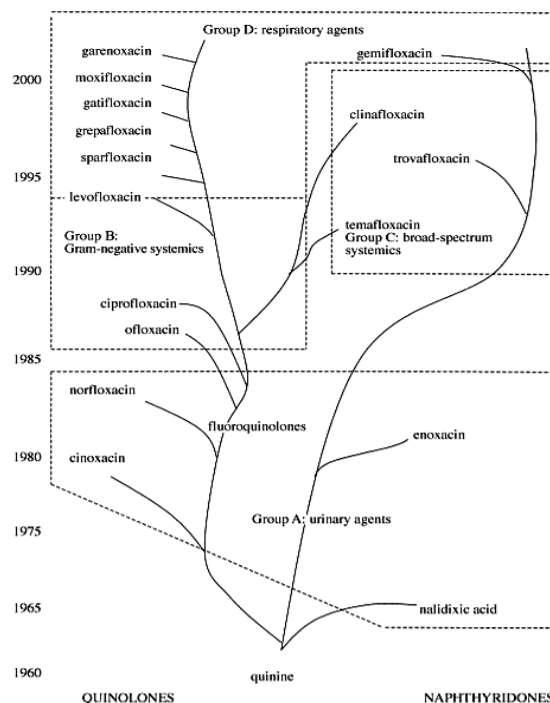 Group D: respiratory agents
garenoxacin
gemifloxacin
2000
moxifloxacin
gatifloxacin
clinafloxacin
grepafloxacin
sparfloxacin
trovafloxacin
1995
levofloxacin
temafloxacin
Group B:
Gram-negative systemics
Group C: broad-spectrum
systemics
1990
ciprofloxacin
ofloxacin
1985
norfloxacin
fluoroquinolones
enoxacin
1980
cinoxacin
Group A: urinary agents
1975
1965
nalidixic acid
1960
quinine
QUINOLONES
NAPHTHYRIDONES